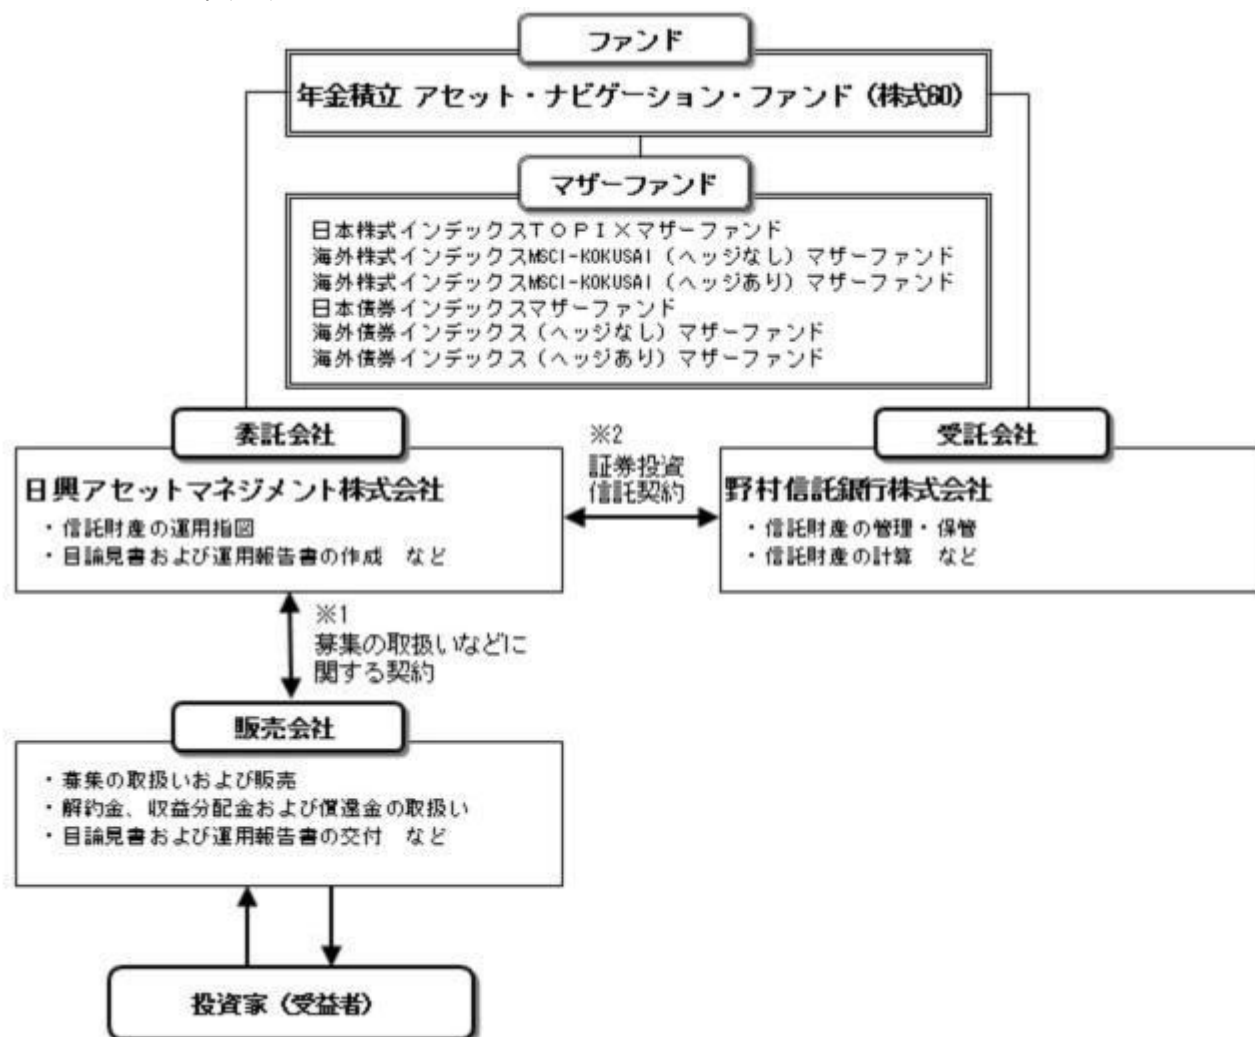 ファンド
年金積立 アセット・ナビゲーション・ファンド（株式60）
マザーファンド
日本株式インデックスＴＯＰＩＸマザーファンド
海外株式インデックスMSCI-KOKUSAI（ヘッジなし）マザーファンド
海外株式インデックスMSCI-KOKUSAI（ヘッジあり）マザーファンド
日本債券インデックスマザーファンド
海外債券インデックス（ヘッジなし）マザーファンド
海外債券インデックス（ヘッジあり）マザーファンド
委託会社
日興アセットマネジメント株式会社
・信託財産の運用指図
・目論見書および運用報告書の作成　など
※2
証券投資
信託契約
受託会社
野村信託銀行株式会社
・信託財産の管理・保管
・信託財産の計算　など
※1
募集の取扱いなどに
関する契約
販売会社
・募集の取扱いおよび販売
・解約金、収益分配金および償還金の取扱い
・目論見書および運用報告書の交付　など
投資家（受益者）